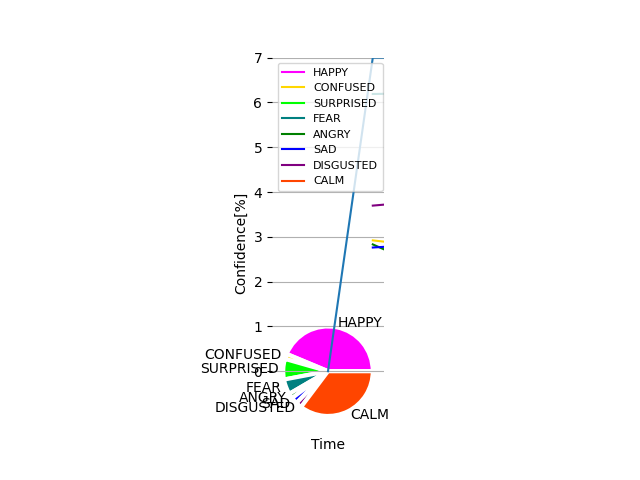 7
6
5
4
3
2
1
0
Confidence[%]
HAPPY
CONFUSED
SURPRISED
FEAR
ANGRY
SAD
DISGUSTED
CALM
HAPPY
CONFUSED
SURPRISED
FEAR
ANGRY
SAD
DISGUSTED
CALM
Time